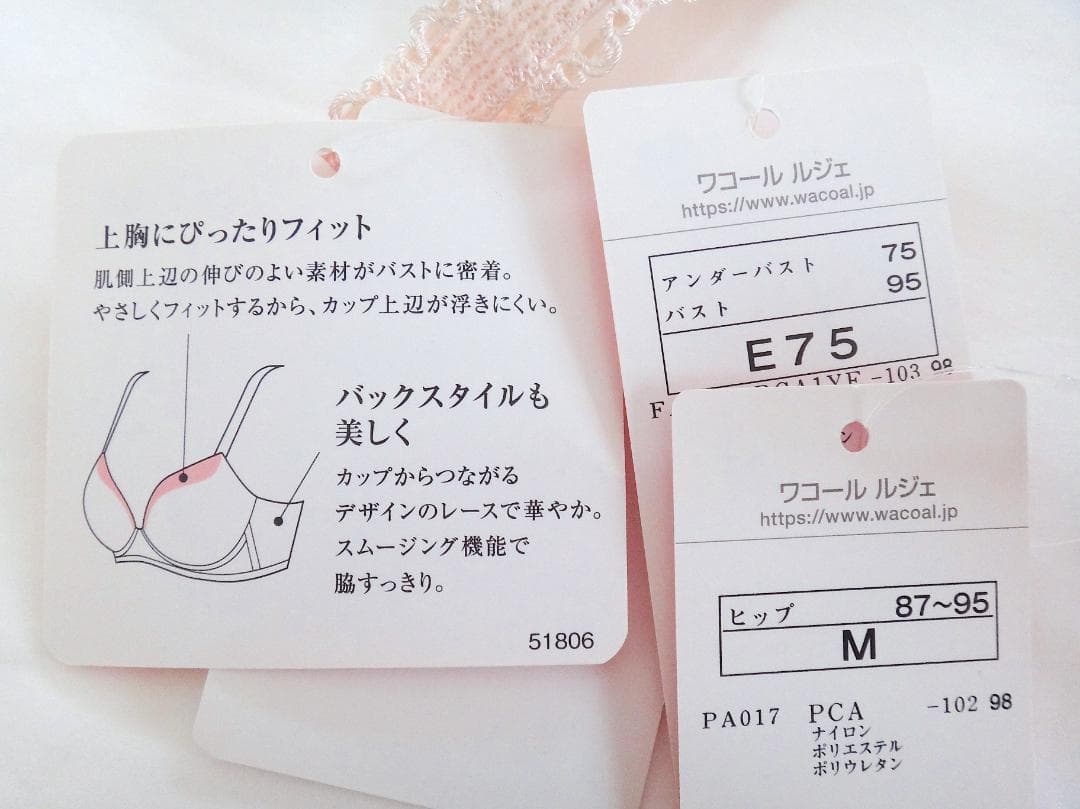 上胸にぴったりフィット
肌側上辺の伸びのよい素材がバストに密着。
やさしくフィットするから、カップ上辺が浮きにくい。
バックスタイルも
美しく
カップからつながる
デザインのレースで華やか。
スムージング機能で
脇すっきり。
51806
ワコール ルジェ
https://www.wacoal.jp
アンダーバスト 75
バスト 95
E75
-103 98
ワコール ルジェ
https://www.wacoal.jp
ヒップ 87~95
M
PA017 PCA -102 98
ナイロン
ポリエステル
ポリウレタン